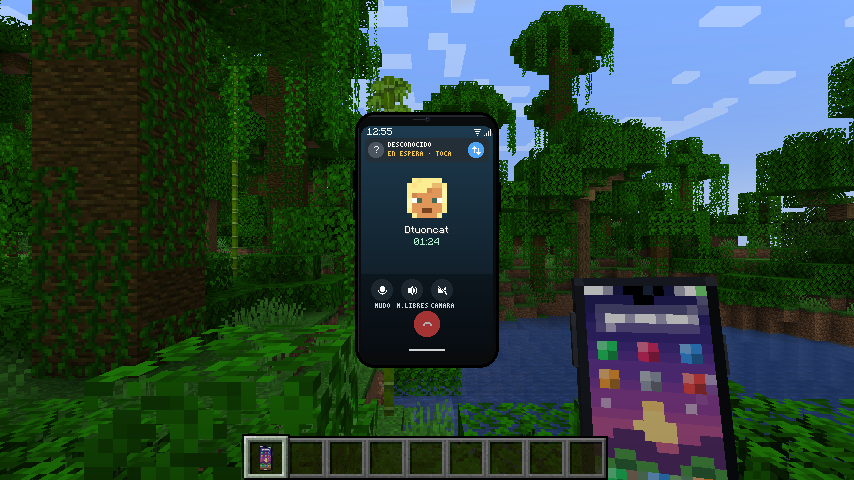 12:55
?
DESCONOCIDO
EN ESPERA · TOCA
Dtuoncat
01:24
MUDO M.LIBRES CAMARA